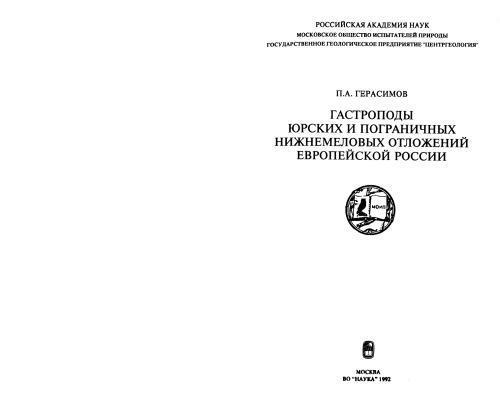 РОССИЙСКАЯ АКАДЕМИЯ НАУК
МОСКОВСКОЕ ОБЩЕСТВО ИСПЫТАТЕЛЕЙ ПРИРОДЫ
ГОСУДАРСТВЕННОЕ ГЕОЛОГИЧЕСКОЕ ПРЕДПРИЯТИЕ "ЦЕНТРГЕОЛОГИЯ"
П.А. ГЕРАСИМОВ
ГАСТРОПОДЫ
ЮРСКИХ И ПОГРАНИЧНЫХ
НИЖНЕМЕЛОВЫХ ОТЛОЖЕНИЙ
ЕВРОПЕЙСКОЙ РОССИИ
МОИП
МОСКВА
ВО "НАУКА" 1992